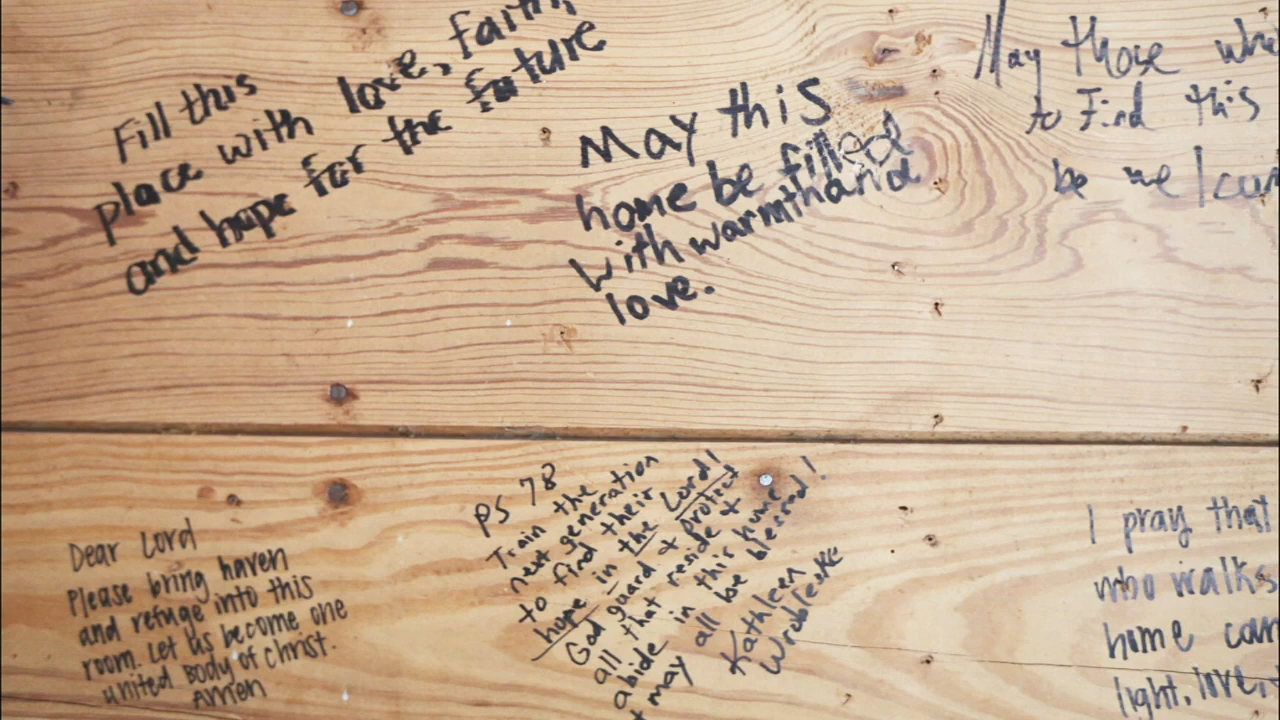 Fill this
place with love, faith,
and hope for the future
May this
home be filled
with warmth and
love.
May those who
to Find this
be welcom
Dear Lord
Please bring haven
and refuge into this
room. Let us become one
united Body of Christ.
Amen
PS 78
Train the
next generation
to find their
hope in the Lord!
God guard + protect
all that reside +
abide in this home
+ may all be blessed!
Kathleen
Wrobleske
I pray that
who walks
home can
light, love,